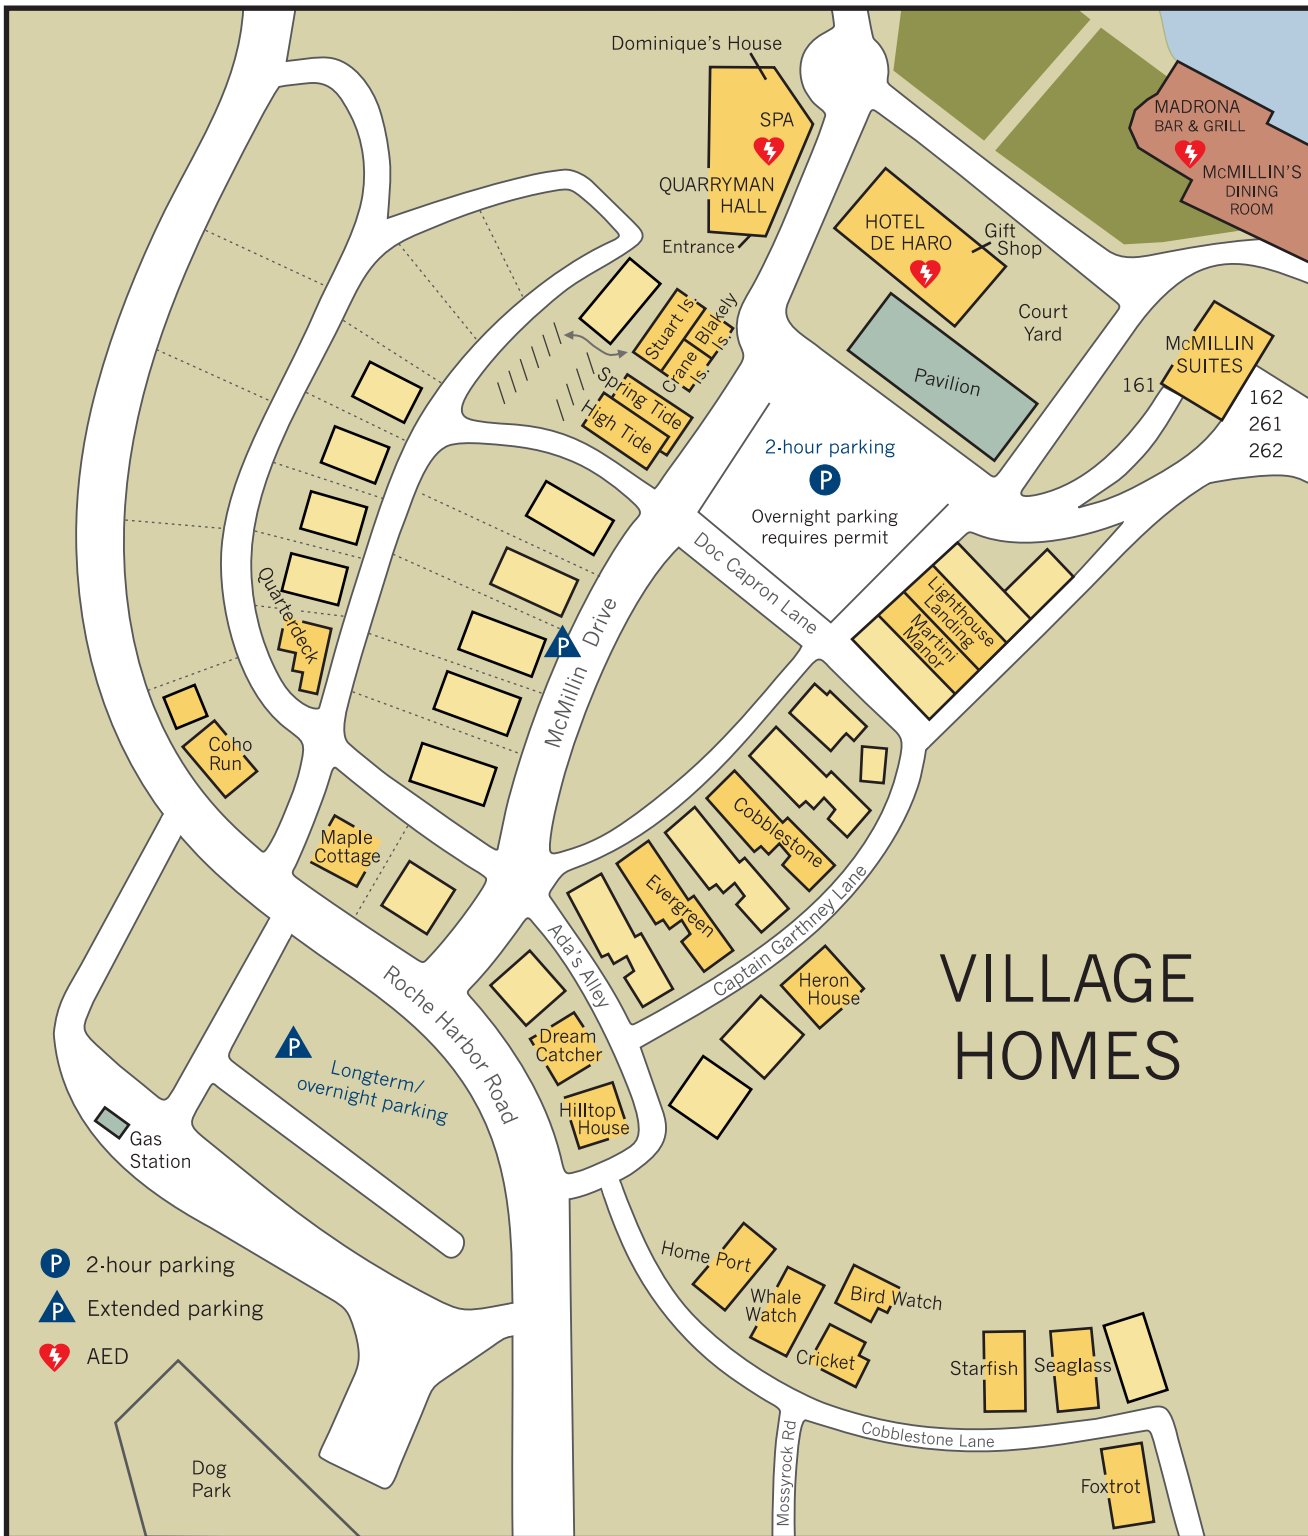 Dominique's House
SPA
QUARRYMAN
HALL
Entrance
MADRONA
BAR & GRILL
McMILLIN'S
DINING
ROOM
HOTEL
DE HARO
Gift
Shop
Court
Yard
Pavilion
McMILLIN
SUITES
161
162
261
262
Stuart Is.
Blakely
Is.
Crane
Is.
Spring Tide
High Tide
2-hour parking
P
Overnight parking
requires permit
Doc Capron Lane
Lighthouse
Landing
Martini
Manor
Quarterdeck
P
McMillin Drive
Coho
Run
Maple
Cottage
Cobblestone
Evergreen
Captain Garthney Lane
Ada's Alley
Roche Harbor Road
Heron
House
Dream
Catcher
Hilltop
House
VILLAGE
HOMES
P
Longterm/
overnight parking
Gas
Station
P 2-hour parking
P Extended parking
AED
Home Port
Whale
Watch
Bird Watch
Cricket
Starfish
Seaglass
Cobblestone Lane
Mossyrock Rd
Foxtrot
Dog
Park